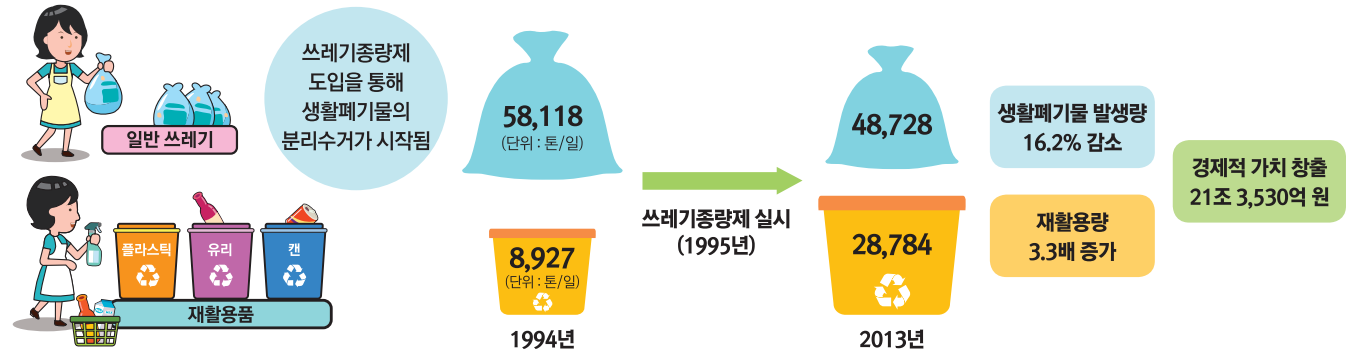 일반 쓰레기
플라스틱
유리
캔
재활용품
쓰레기종량제
도입을 통해
생활폐기물의
분리수거가 시작됨
58,118
(단위 : 톤/일)
8,927
(단위 : 톤/일)
1994년
쓰레기종량제 실시
(1995년)
48,728
28,784
2013년
생활폐기물 발생량
16.2% 감소
재활용량
3.3배 증가
경제적 가치 창출
21조 3,530억 원